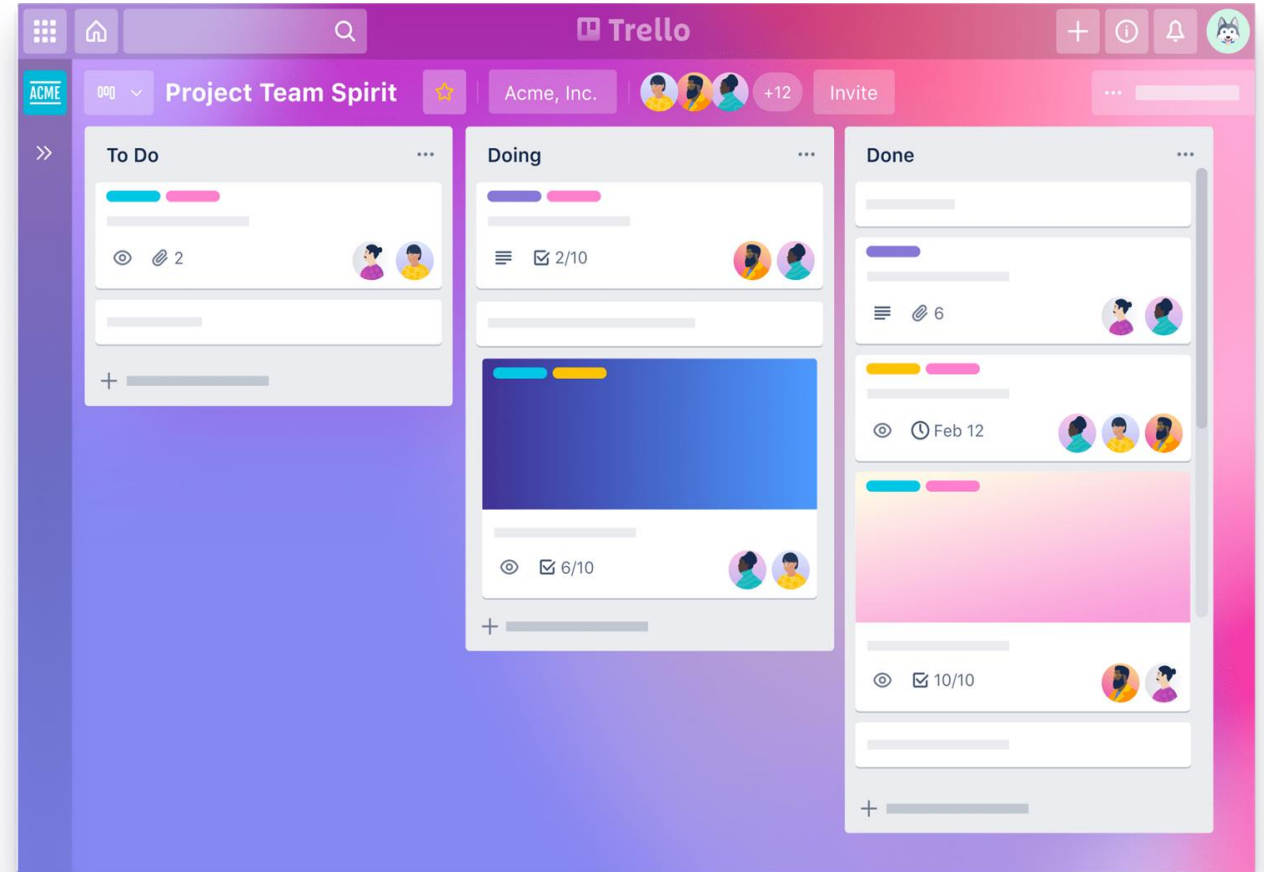 Trello
ACME
Project Team Spirit
Acme, Inc.
+12
Invite
To Do
2
Doing
2/10
6/10
Done
6
Feb 12
10/10